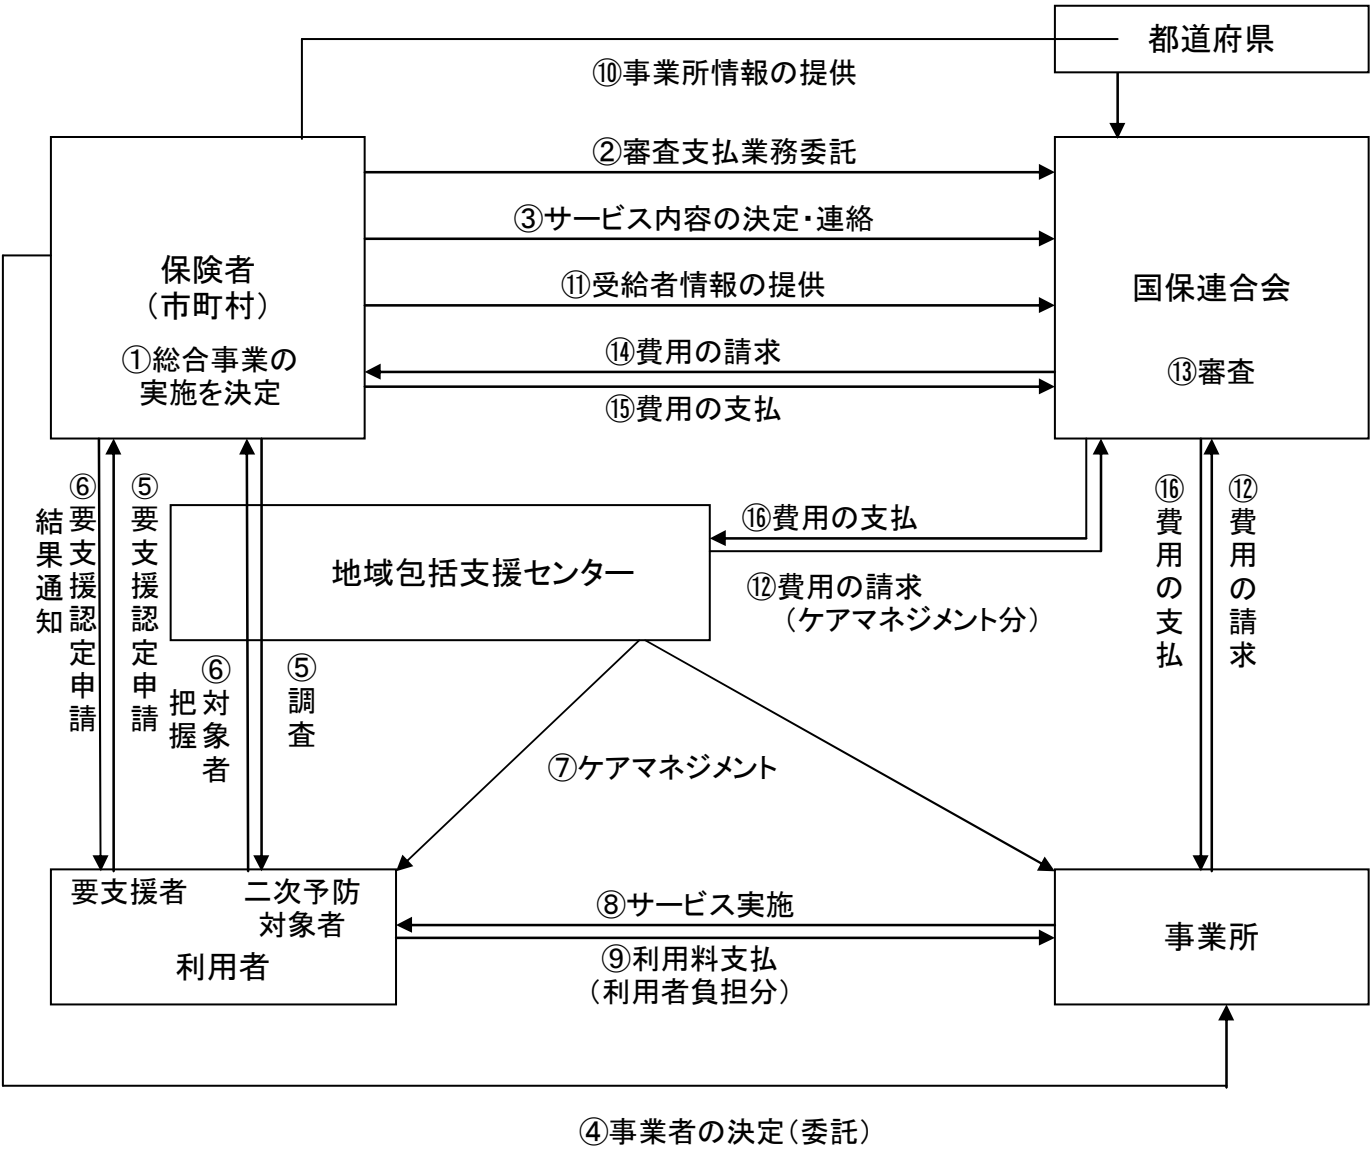 都道府県
⑩事業所情報の提供
②審査支払業務委託
③サービス内容の決定・連絡
保険者
（市町村）
⑪受給者情報の提供
国保連合会
①総合事業の
実施を決定
⑭費用の請求
⑬審査
⑮費用の支払
⑥要支援認定申請
結果通知
⑤要支援認定申請
⑥対象者
把握
⑤調査
地域包括支援センター
⑯費用の支払
⑫費用の請求
（ケアマネジメント分）
⑯費用の支払
⑫費用の請求
⑦ケアマネジメント
要支援者
二次予防
対象者
利用者
⑧サービス実施
⑨利用料支払
（利用者負担分）
事業所
④事業者の決定（委託）